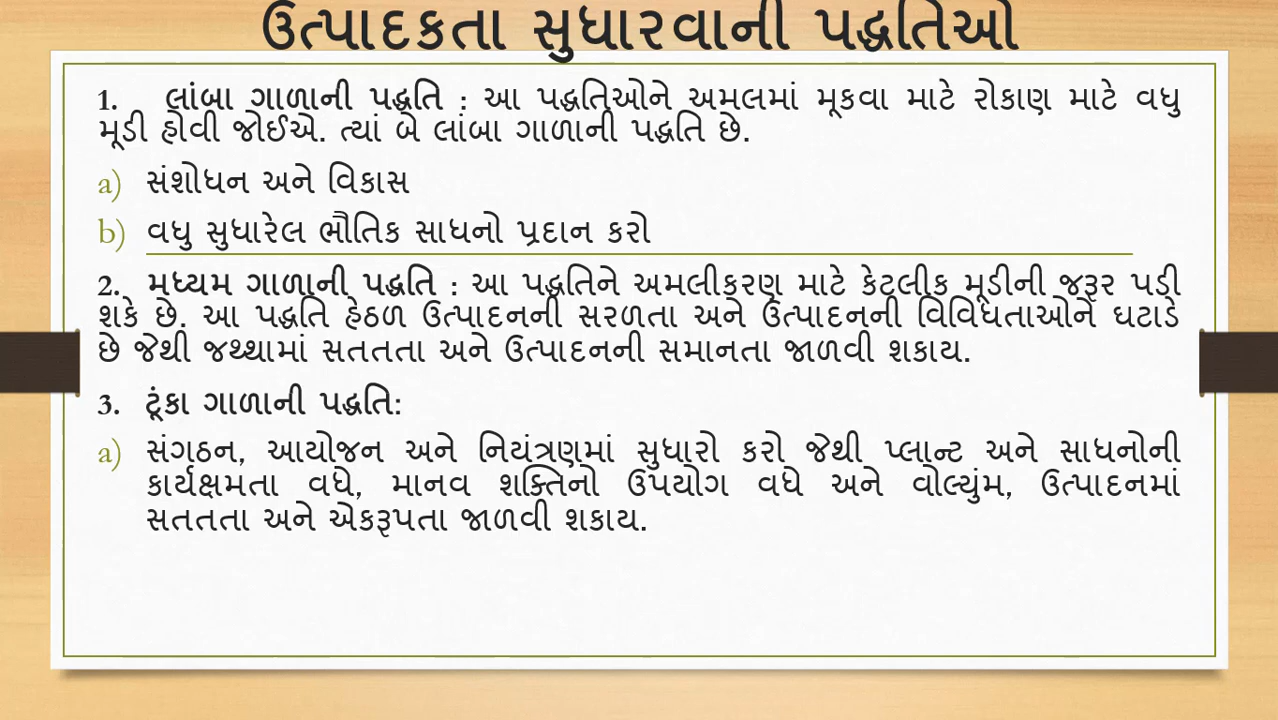 ઉત્પાદકતા સુધારવાની પદ્ધતિઓ
1. લાંબા ગાળાની પદ્ધતિ : આ પદ્ધતિઓને અમલમાં મૂકવા માટે રોકાણ માટે વધુ
મૂડી હોવી જોઈએ. ત્યાં બે લાંબા ગાળાની પદ્ધતિ છે.
a) સંશોધન અને વિકાસ
b) વધુ સુધારેલ ભૌતિક સાધનો પ્રદાન કરો
2. મધ્યમ ગાળાની પદ્ધતિ : આ પદ્ધતિને અમલીકરણ માટે કેટલીક મૂડીની જરૂર પડી
શકે છે. આ પદ્ધતિ હેઠળ ઉત્પાદનની સરળતા અને ઉત્પાદનની વિવિધતાઓને ઘટાડે
છે જેથી જથ્થામાં સતતતા અને ઉત્પાદનની સમાનતા જાળવી શકાય.
3. ટૂંકા ગાળાની પદ્ધતિ:
a) સંગઠન, આયોજન અને નિયંત્રણમાં સુધારો કરો જેથી પ્લાન્ટ અને સાધનોની
કાર્યક્ષમતા વધે, માનવ શક્તિનો ઉપયોગ વધે અને વોલ્યુંમ, ઉત્પાદનમાં
સતતતા અને એકરૂપતા જાળવી શકાય.